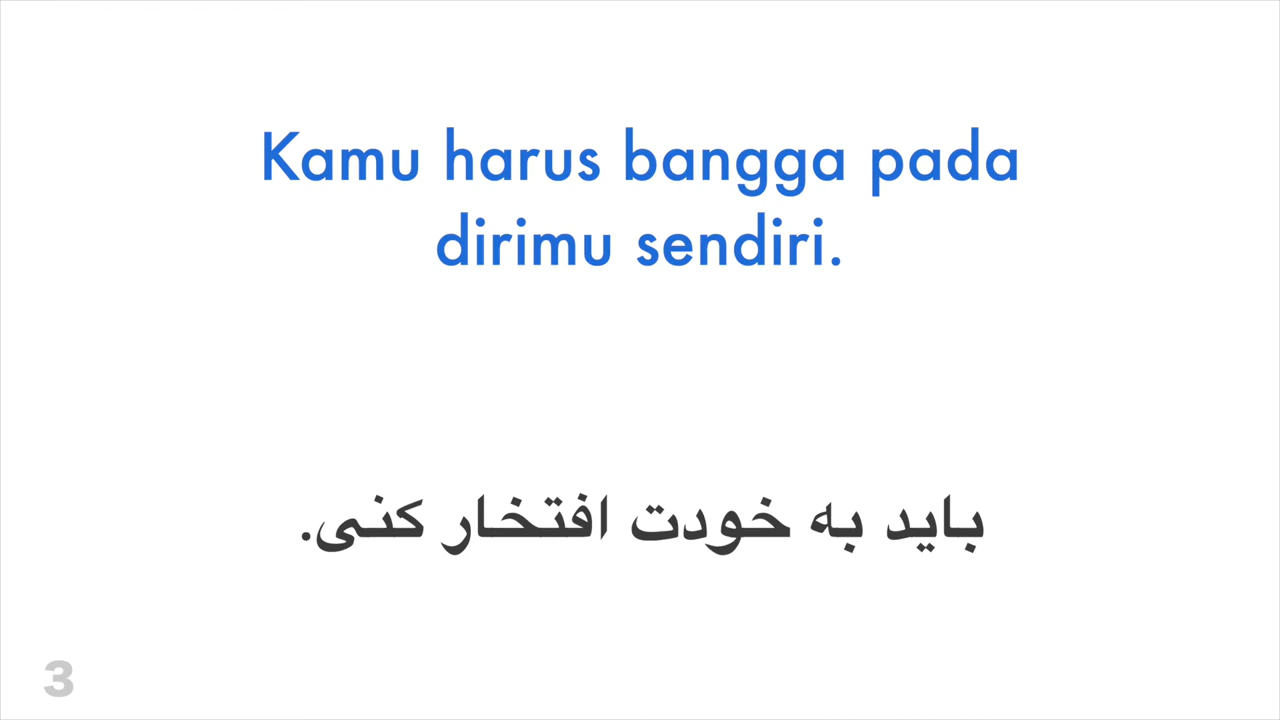 Kamu harus bangga pada
dirimu sendiri.
باید به خودت افتخار کنی.
3